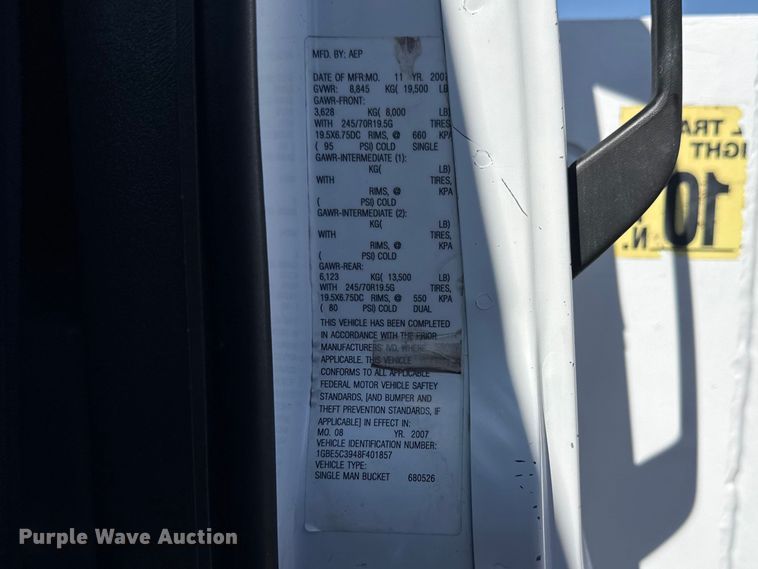 MFD. BY: AEP
DATE OF MFR:MO. 11 YR. 2007
GVWR: 8,845 KG( 19,500 LB
GAWR-FRONT:
3,628 KG( 8,000 LB)
WITH 245/70R19.5G TIRES,
19.5X6.75DC RIMS, @ 660 KPA
( 95 PSI) COLD SINGLE
GAWR-INTERMEDIATE (1):
KG( LB)
WITH TIRES,
RIMS, @ KPA
( PSI) COLD
GAWR-INTERMEDIATE (2):
KG( LB)
WITH TIRES,
RIMS, @ KPA
( PSI) COLD
GAWR-REAR:
6,123 KG( 13,500 LB)
WITH 245/70R19.5G TIRES,
19.5X6.75DC RIMS, @ 550 KPA
( 80 PSI) COLD DUAL
THIS VEHICLE HAS BEEN COMPLETED
IN ACCORDANCE WITH THE PRIOR
MANUFACTURERS' IVD, WHERE
APPLICABLE. THIS VEHICLE
CONFORMS TO ALL APPLICABLE
FEDERAL MOTOR VEHICLE SAFTEY
STANDARDS, [AND BUMPER AND
THEFT PREVENTION STANDARDS, IF
APPLICABLE] IN EFFECT IN:
MO. 08 YR. 2007
VEHICLE IDENTIFICATION NUMBER:
1GBE5C3948F401857
VEHICLE TYPE:
SINGLE MAN BUCKET 680526
10
Purple Wave Auction